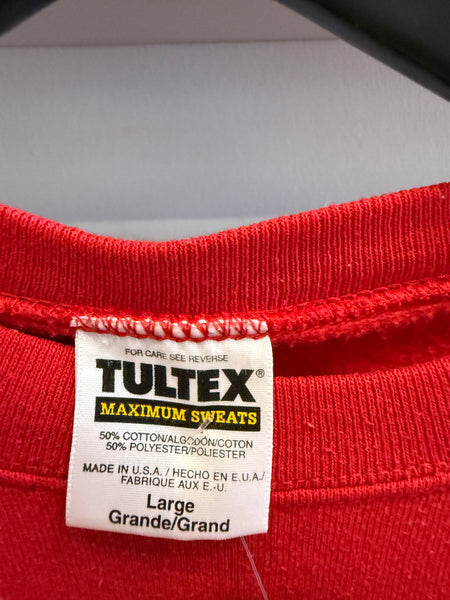 FOR CARE SEE REVERSE
TULTEX®
MAXIMUM SWEATS
50% COTTON/ALGODON/COTON
50% POLYESTER/POLIESTER
MADE IN U.S.A. / HECHO EN E.U.A./
FABRIQUE AUX E.-U.
Large
Grande/Grand